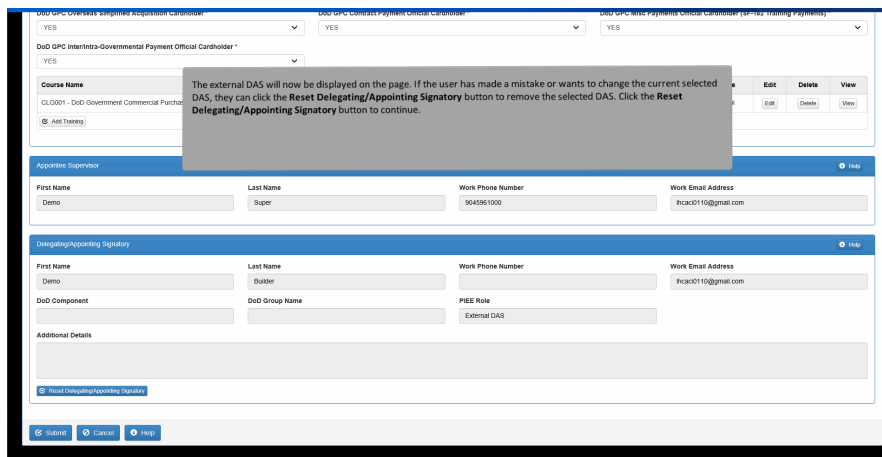 DoD GPC Overseas Simplified Acquisition Cardholder * DoD GPC Contract Payment Official Cardholder * DoD GPC Misc Payments Official Cardholder (SF-182 Training Payments) *
YES YES YES
DoD GPC Inter/Intra-Governmental Payment Official Cardholder *
YES
Course Name Edit Delete View
CLG001 - DoD Government Commercial Purchas Edit Delete View
Add Training
The external DAS will now be displayed on the page. If the user has made a mistake or wants to change the current selected
DAS, they can click the Reset Delegating/Appointing Signatory button to remove the selected DAS. Click the Reset
Delegating/Appointing Signatory button to continue.
Appointee Supervisor Help
First Name Last Name Work Phone Number Work Email Address
Demo Super 9045961000 lhcaci0110@gmail.com
Delegating/Appointing Signatory Help
First Name Last Name Work Phone Number Work Email Address
Demo Builder lhcaci0110@gmail.com
DoD Component DoD Group Name PIEE Role
External DAS
Additional Details
Reset Delegating/Appointing Signatory
Submit Cancel Help